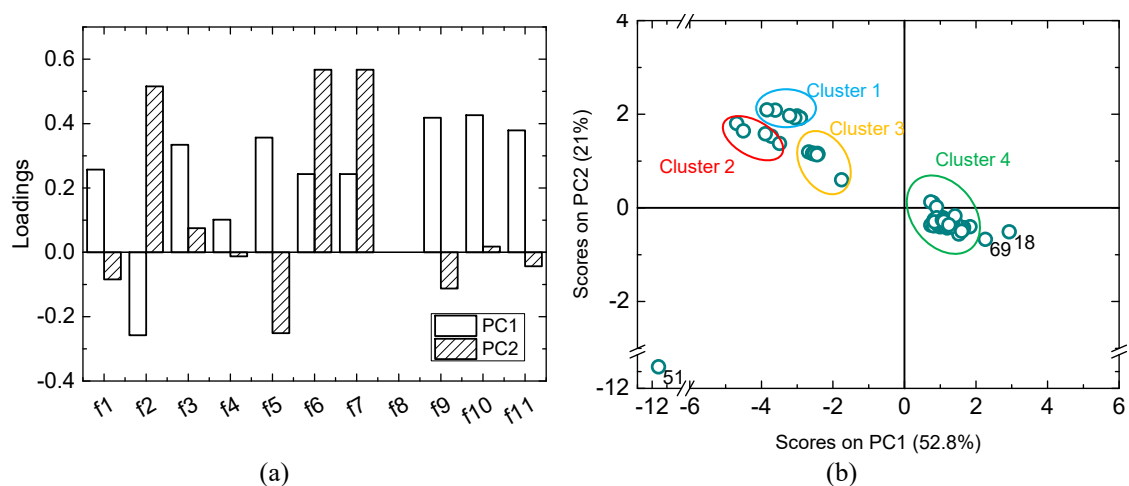 0.6
0.4
0.2
0.0
-0.2
-0.4
Loadings
f1
f2
f3
f4
f5
f6
f7
f8
f9
f10
f11
PC1
PC2
(a)
4
2
0
-2
-12
Scores on PC2 (21%)
Cluster 1
Cluster 3
Cluster 2
Cluster 4
69
18
51
-12
-6
-4
-2
0
2
4
6
Scores on PC1 (52.8%)
(b)